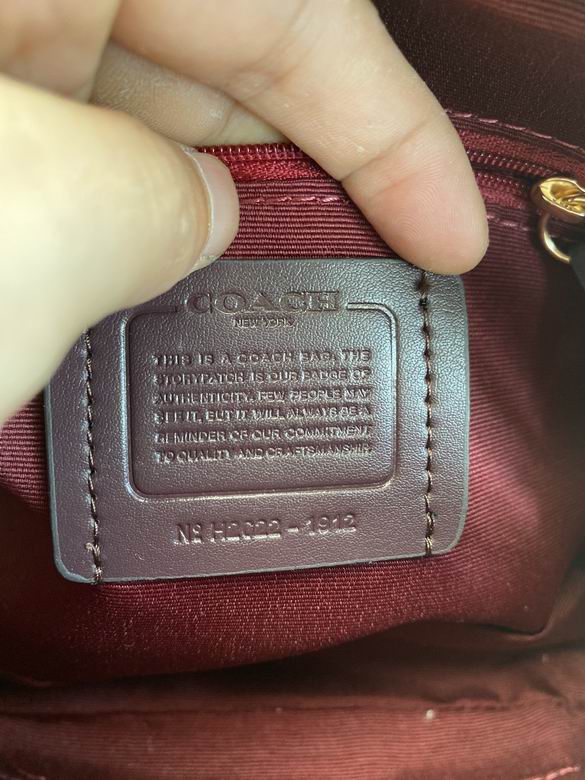 COACH
NEW YORK
THIS IS A COACH BAG. THE
STORYPATCH IS OUR BADGE OF
AUTHENTICITY. FEW PEOPLE MAY
SEE IT, BUT IT WILL ALWAYS BE A
REMINDER OF OUR COMMITMENT
TO QUALITY AND CRAFTSMANSHIP.
Nº H2022-1912